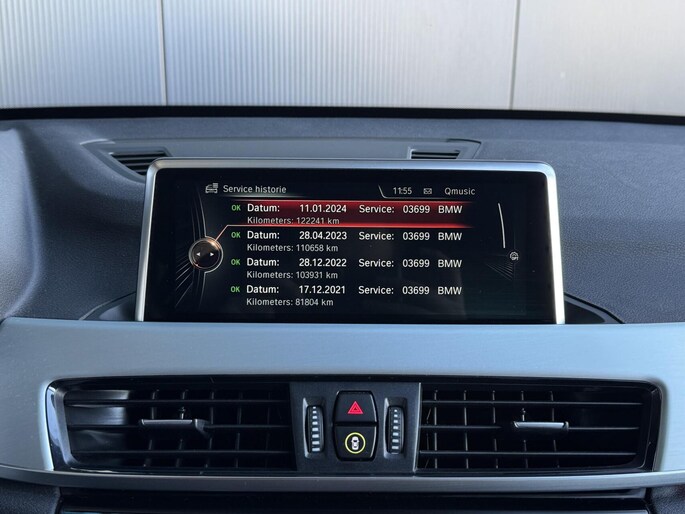 Service historie 11:55 Qmusic
OK Datum: 11.01.2024 Service: 03699 BMW
Kilometers: 122241 km
OK Datum: 28.04.2023 Service: 03699 BMW
Kilometers: 110658 km
OK Datum: 28.12.2022 Service: 03699 BMW
Kilometers: 103931 km
OK Datum: 17.12.2021 Service: 03699 BMW
Kilometers: 81804 km